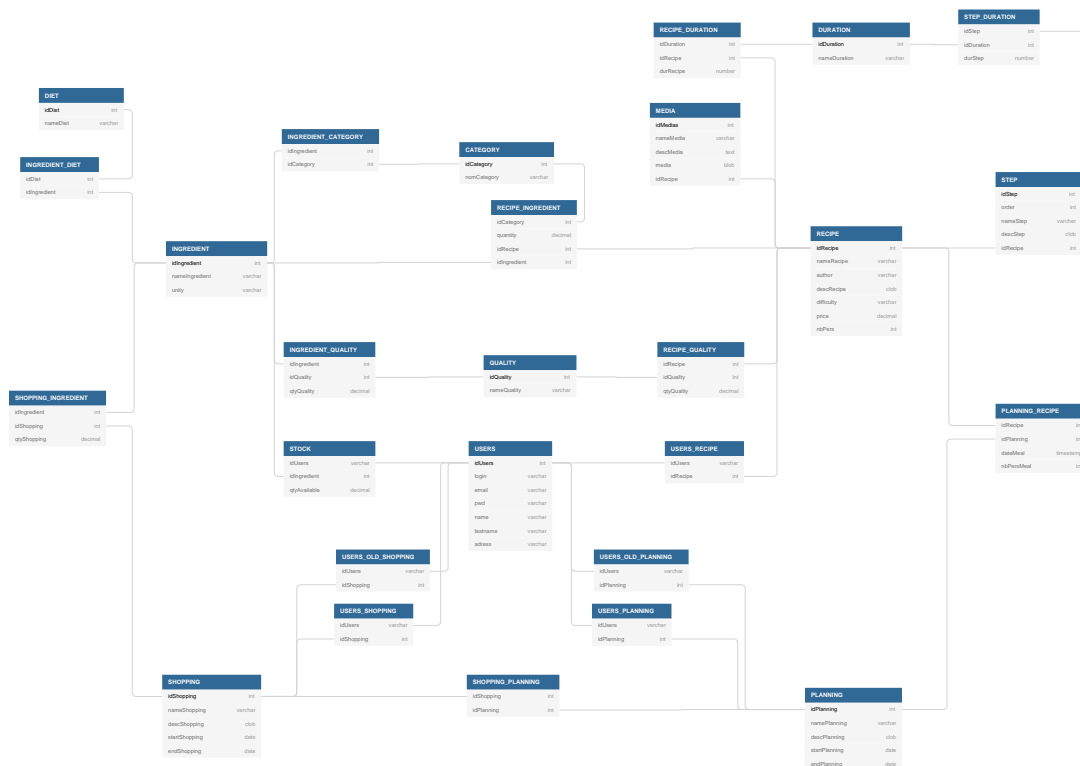 STEP_DURATION
idStep int
idDuration int
durStep number
RECIPE_DURATION
idDuration int
idRecipe int
durRecipe number
DURATION
idDuration int
nameDuration varchar
DIET
idDiet int
nameDiet varchar
MEDIA
idMedias int
nameMedia varchar
descMedia text
media blob
idRecipe int
INGREDIENT_CATEGORY
idIngredient int
idCategory int
CATEGORY
idCategory int
nomCategory varchar
INGREDIENT_DIET
idDiet int
idIngredient int
STEP
idStep int
order int
nameStep varchar
descStep clob
idRecipe int
RECIPE_INGREDIENT
idCategory int
quantity decimal
idRecipe int
idIngredient int
RECIPE
idRecipe int
nameRecipe varchar
author varchar
descRecipe clob
difficulty varchar
price decimal
nbPers int
INGREDIENT
idIngredient int
nameIngredient varchar
unity varchar
INGREDIENT_QUALITY
idIngredient int
idQuality int
qtyQuality decimal
QUALITY
idQuality int
nameQuality varchar
RECIPE_QUALITY
idRecipe int
idQuality int
qtyQuality decimal
SHOPPING_INGREDIENT
idIngredient int
idShopping int
qtyShopping decimal
PLANNING_RECIPE
idRecipe
idPlanning
dateMeal timestamp
nbPersMeal
STOCK
idUsers varchar
idIngredient int
qtyAvailable decimal
USERS
idUsers int
login varchar
email varchar
pwd varchar
name varchar
lastname varchar
adress varchar
USERS_RECIPE
idUsers varchar
idRecipe int
USERS_OLD_SHOPPING
idUsers varchar
idShopping int
USERS_OLD_PLANNING
idUsers varchar
idPlanning int
USERS_SHOPPING
idUsers varchar
idShopping int
USERS_PLANNING
idUsers varchar
idPlanning int
SHOPPING
idShopping int
nameShopping varchar
descShopping clob
startShopping date
endShopping date
SHOPPING_PLANNING
idShopping int
idPlanning int
PLANNING
idPlanning int
namePlanning varchar
descPlanning clob
startPlanning date
endPlanning date